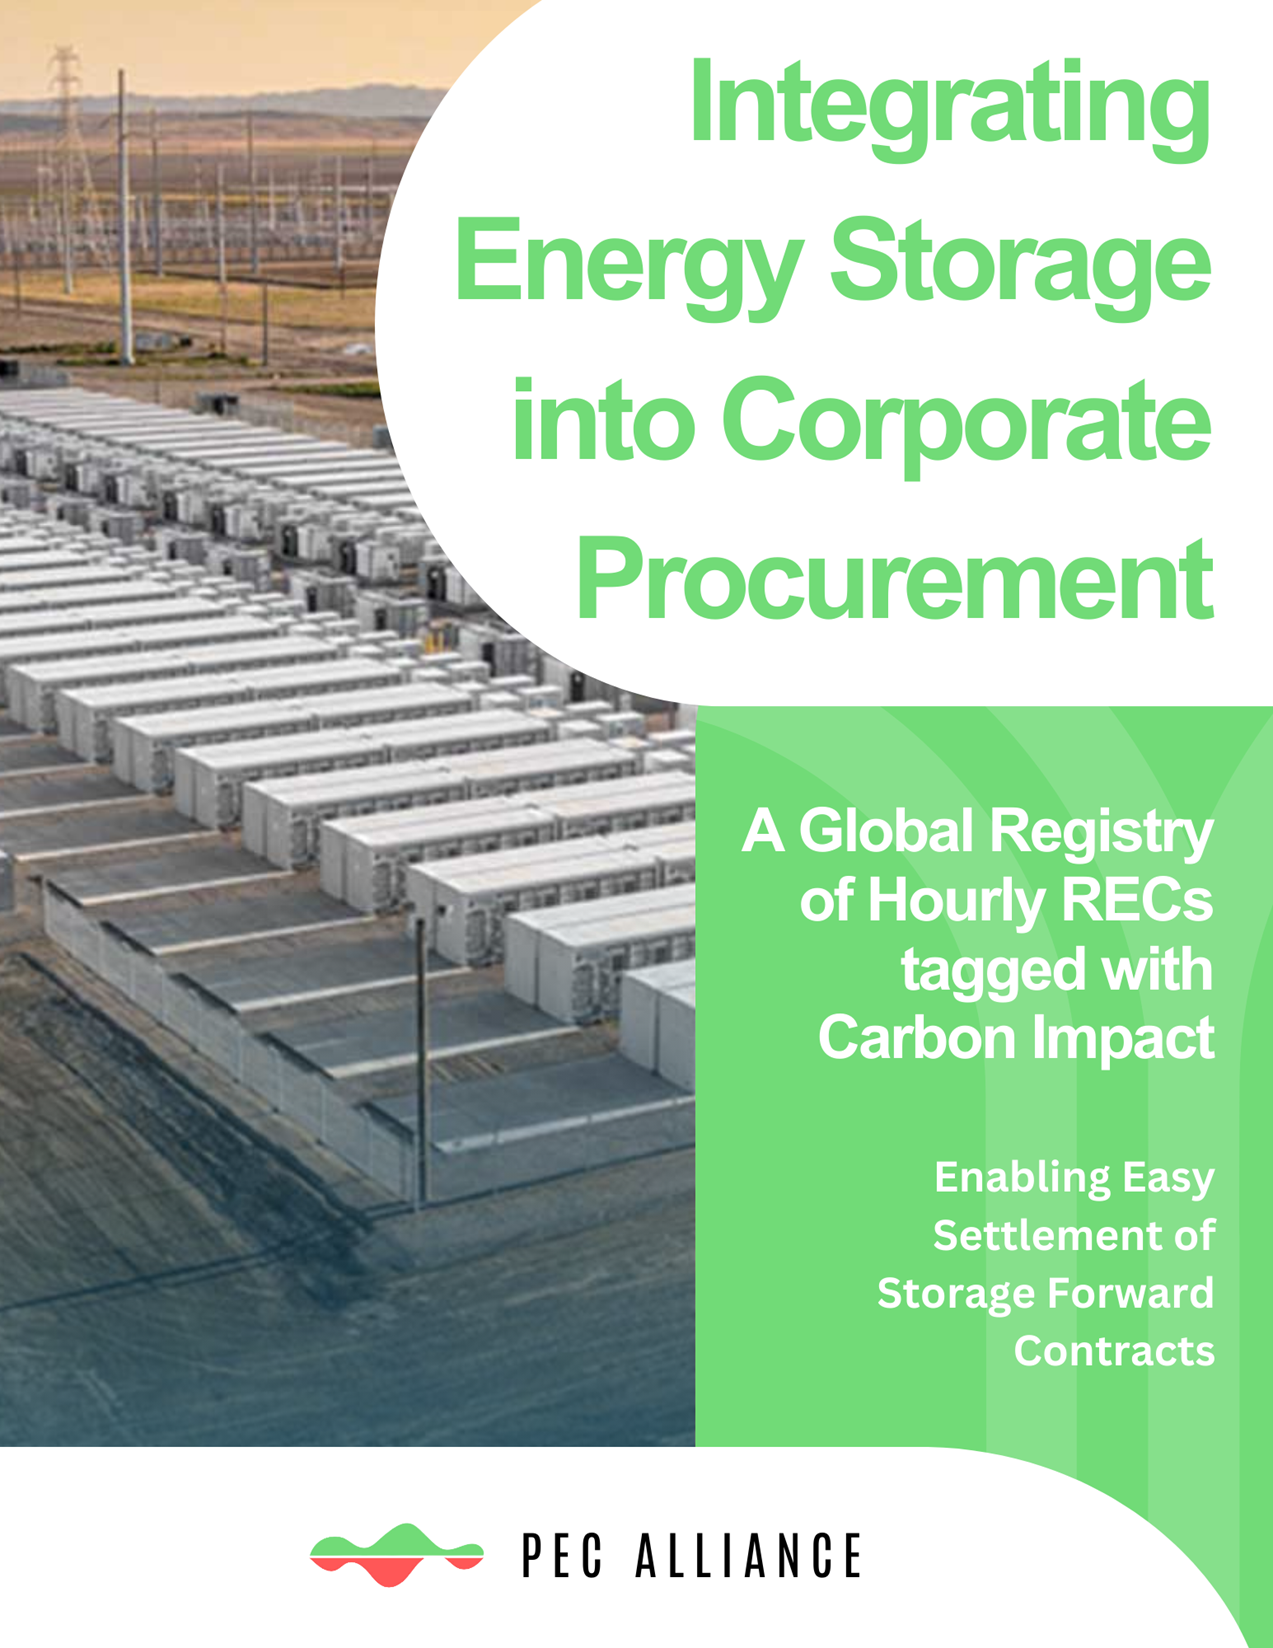 Integrating
Energy Storage
into Corporate
Procurement
A Global Registry
of Hourly RECs
tagged with
Carbon Impact
Enabling Easy
Settlement of
Storage Forward
Contracts
PEC ALLIANCE